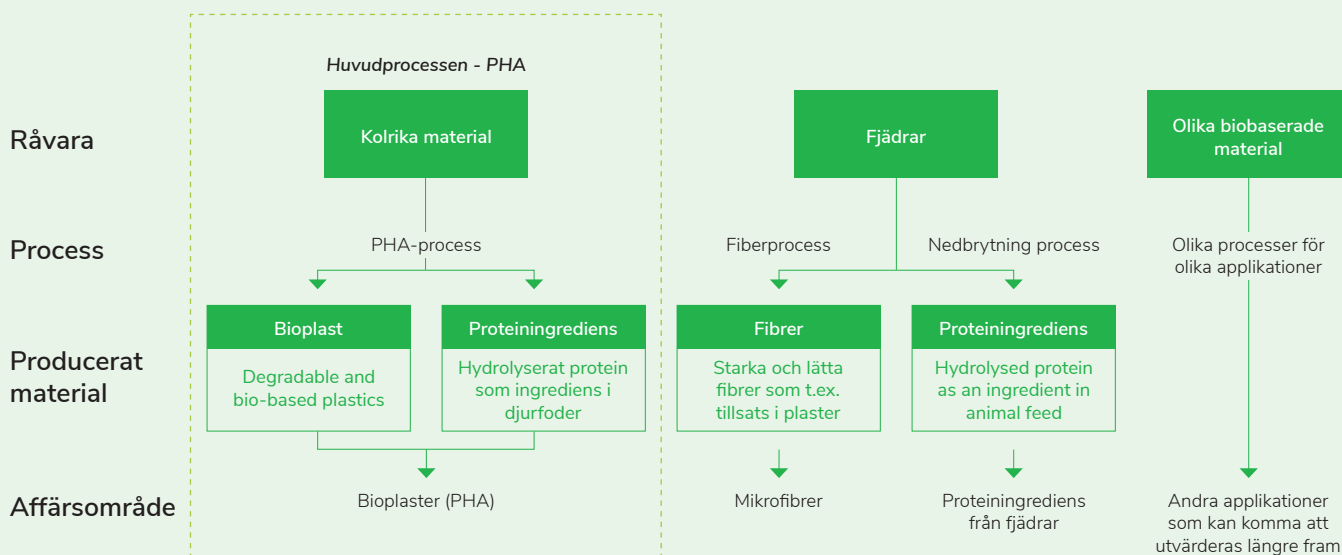 Huvudprocessen - PHA
Råvara
Kolrika material
Fjädrar
Olika biobaserade
material
Process
PHA-process
Fiberprocess
Nedbrytning process
Olika processer för
olika applikationer
Producerat
material
Bioplast
Degradable and
bio-based plastics
Proteiningrediens
Hydrolyserat protein
som ingrediens i
djurfoder
Fibrer
Starka och lätta
fibrer som t.ex.
tillsats i plaster
Proteiningrediens
Hydrolysed protein
as an ingredient in
animal feed
Affärsområde
Bioplaster (PHA)
Mikrofibrer
Proteiningrediens
från fjädrar
Andra applikationer
som kan komma att
utvärderas längre fram